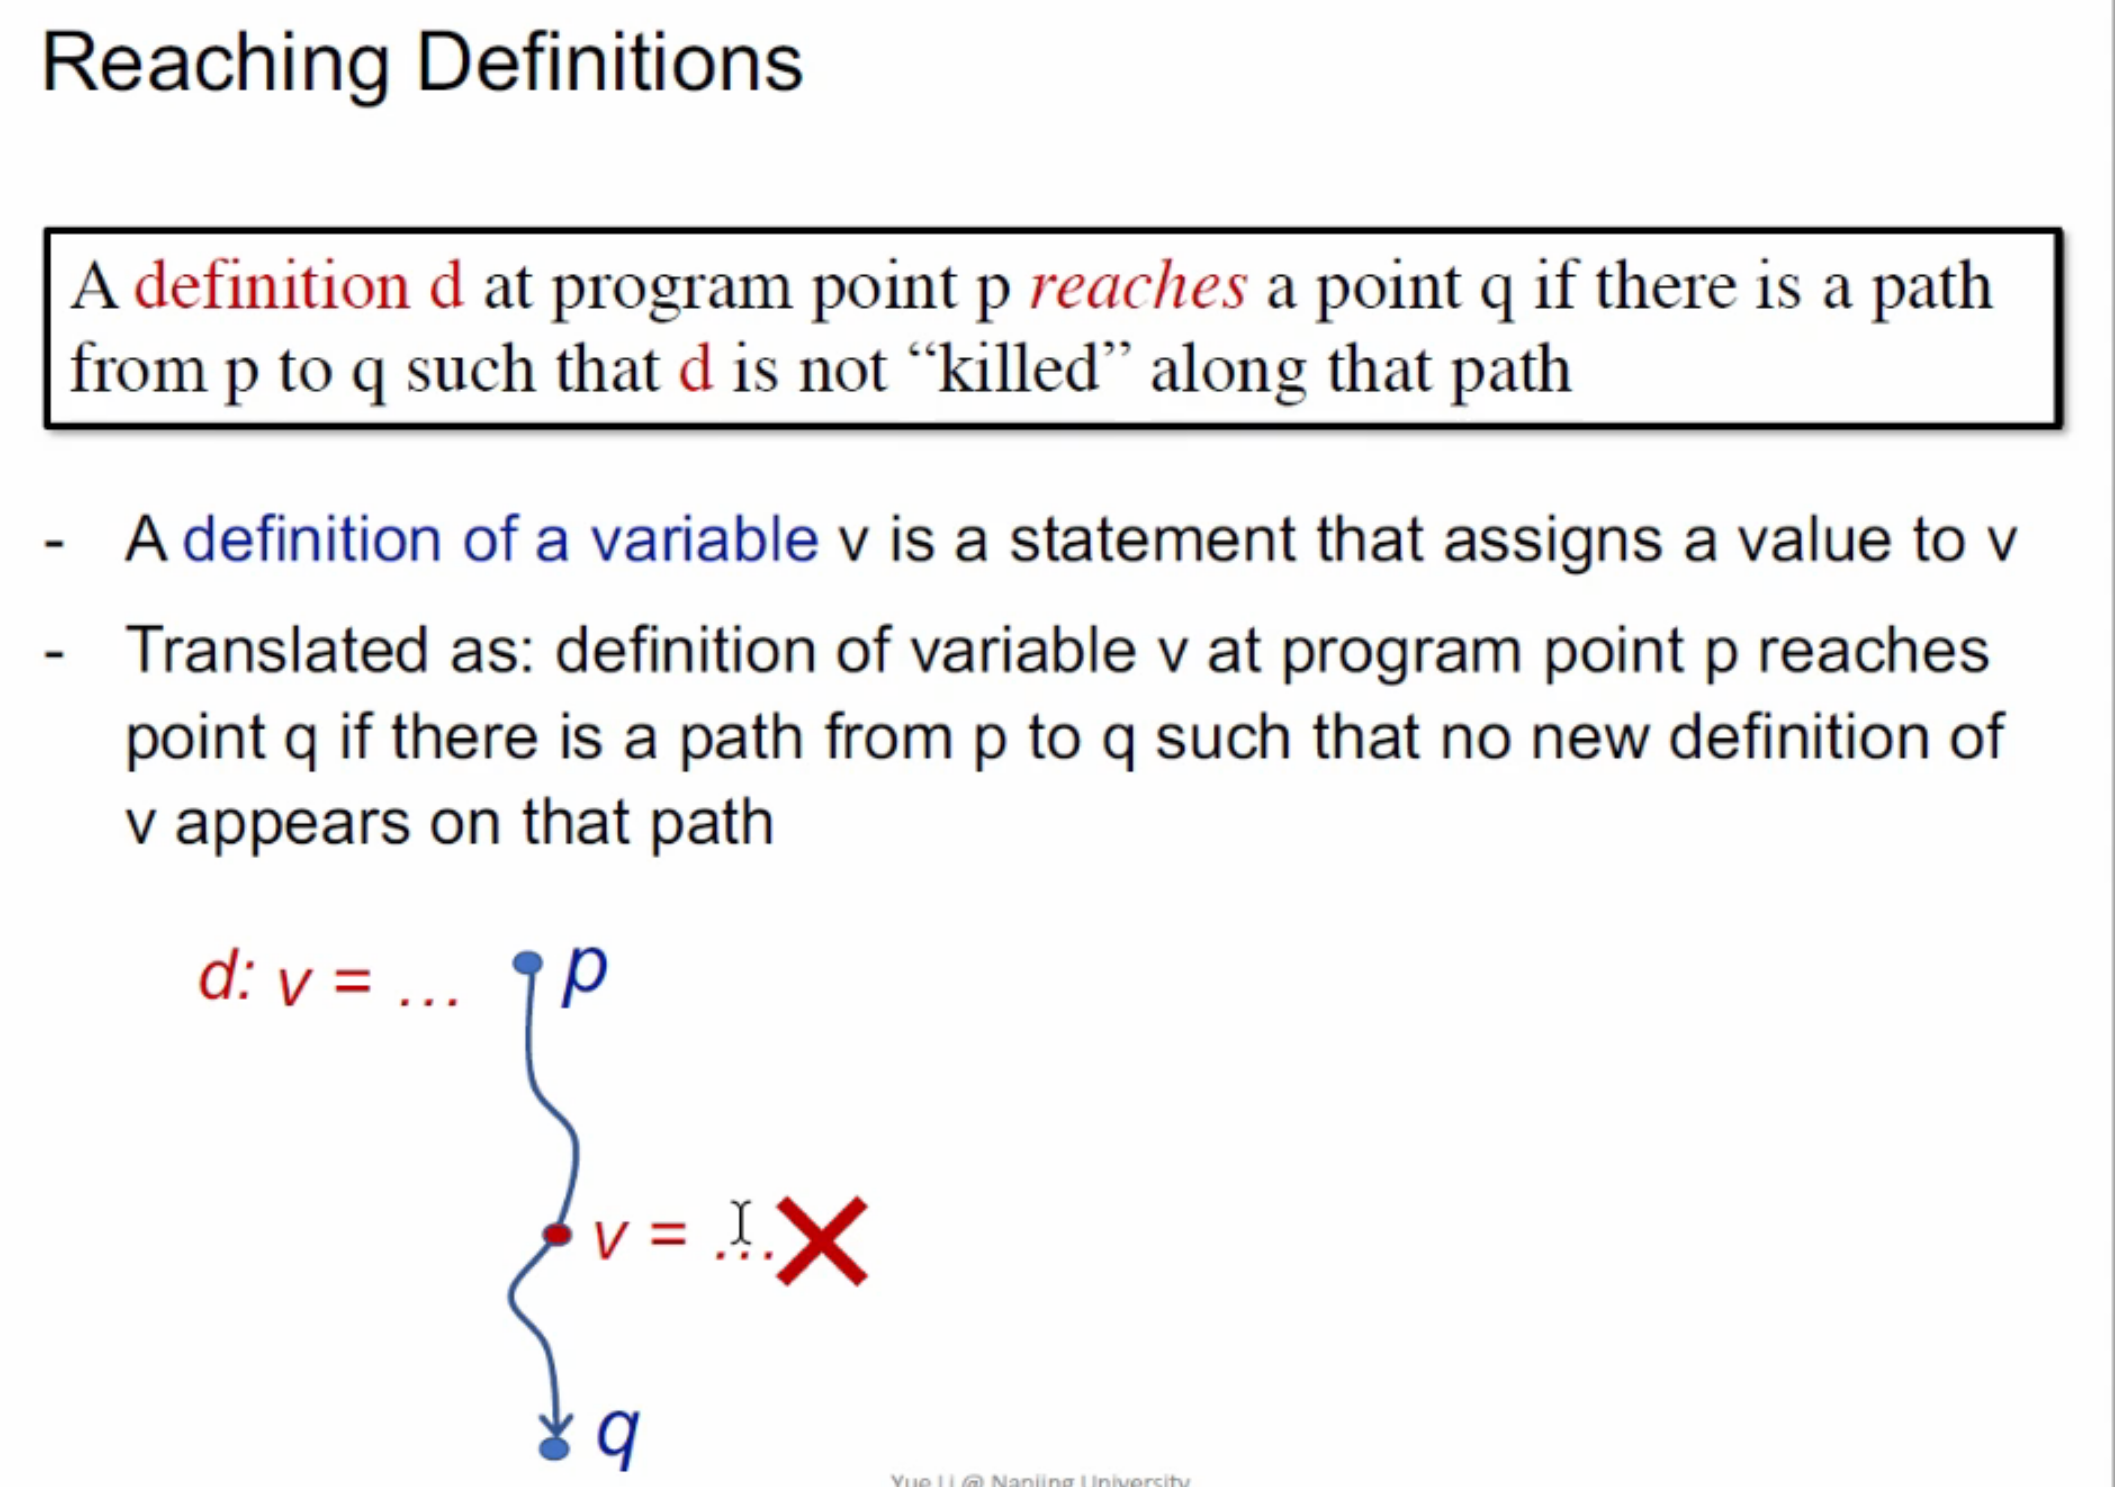 Reaching Definitions
A definition d at program point p reaches a point q if there is a path
from p to q such that d is not “killed” along that path
- A definition of a variable v is a statement that assigns a value to v
- Translated as: definition of variable v at program point p reaches
point q if there is a path from p to q such that no new definition of
v appears on that path
d: v = ... p
v = ...
q
Yue Li @ Nanjing University